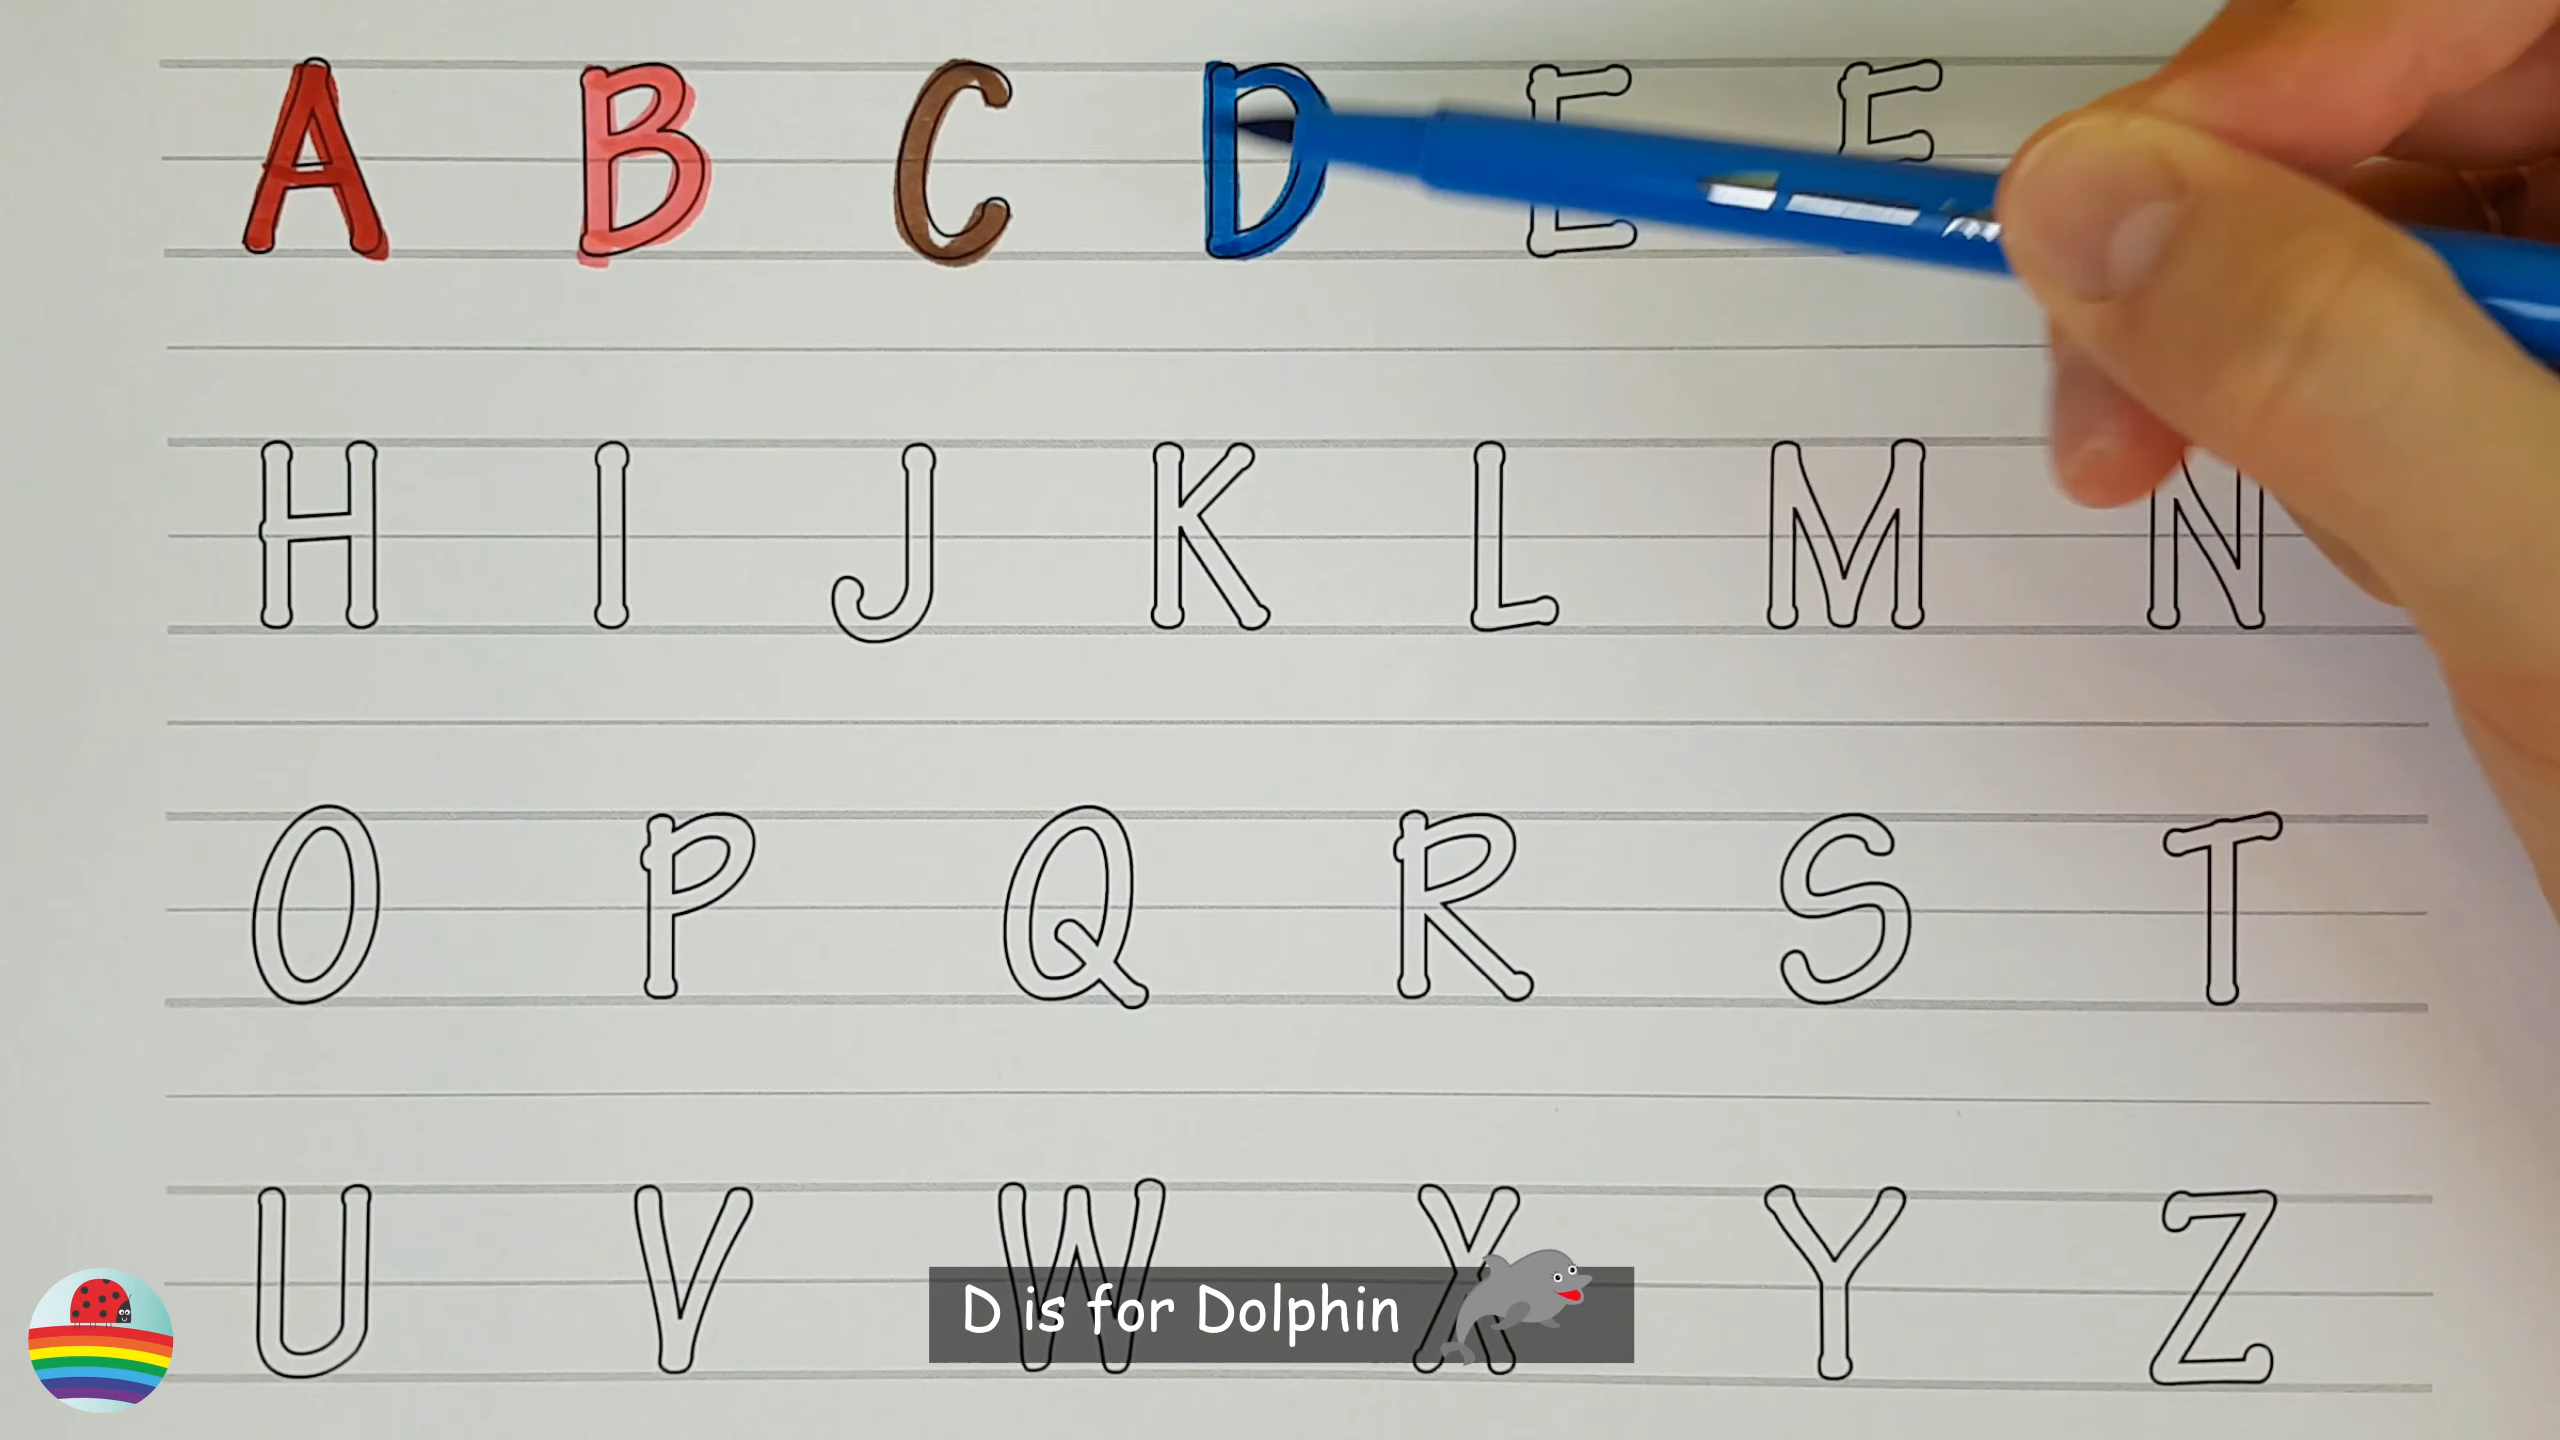 A B C D E F
H I J K L M N
O P Q R S T
U V W X Y Z
D is for Dolphin